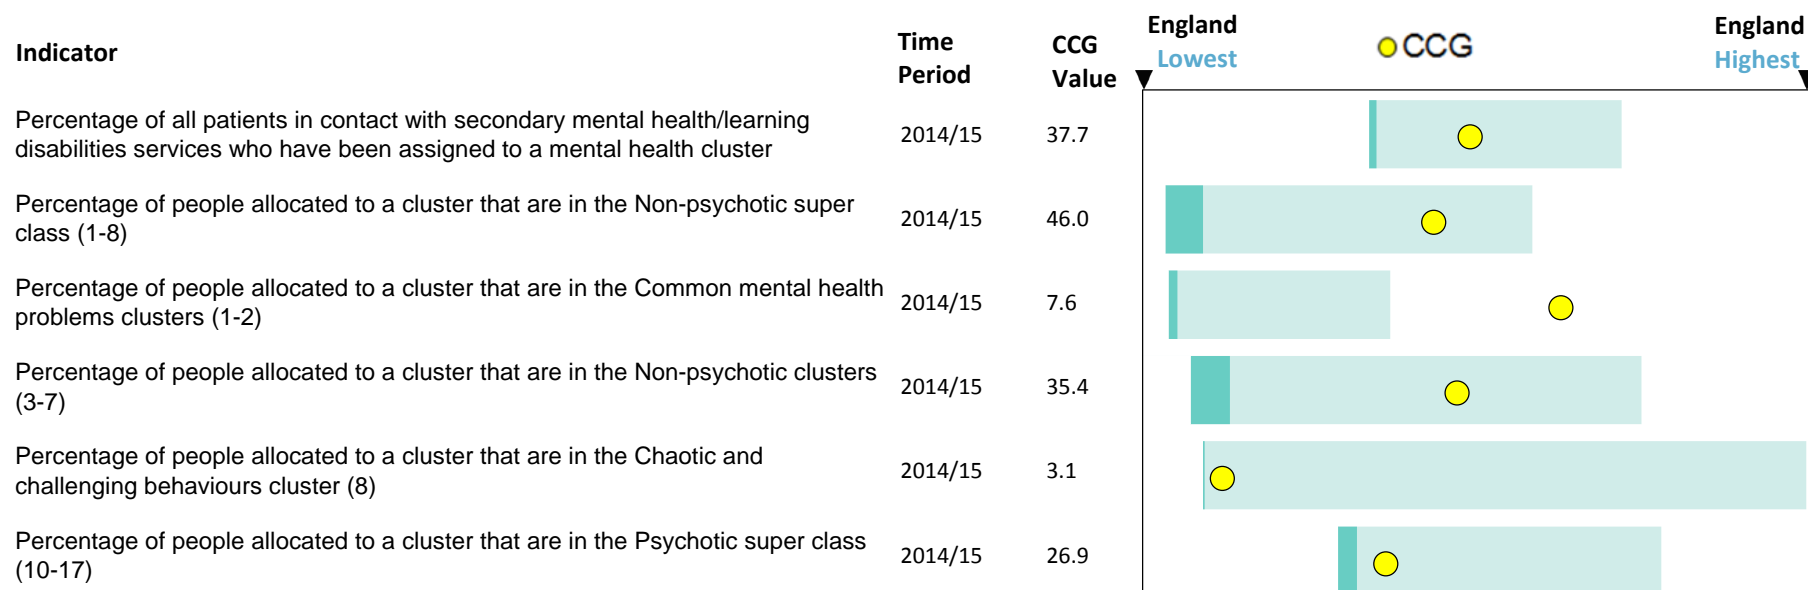 Indicator
Time Period
CCG Value
England Lowest
CCG
England Highest
Percentage of all patients in contact with secondary mental health/learning
disabilities services who have been assigned to a mental health cluster
2014/15
37.7
Percentage of people allocated to a cluster that are in the Non-psychotic super
class (1-8)
2014/15
46.0
Percentage of people allocated to a cluster that are in the Common mental health
problems clusters (1-2)
2014/15
7.6
Percentage of people allocated to a cluster that are in the Non-psychotic clusters
(3-7)
2014/15
35.4
Percentage of people allocated to a cluster that are in the Chaotic and
challenging behaviours cluster (8)
2014/15
3.1
Percentage of people allocated to a cluster that are in the Psychotic super class
(10-17)
2014/15
26.9